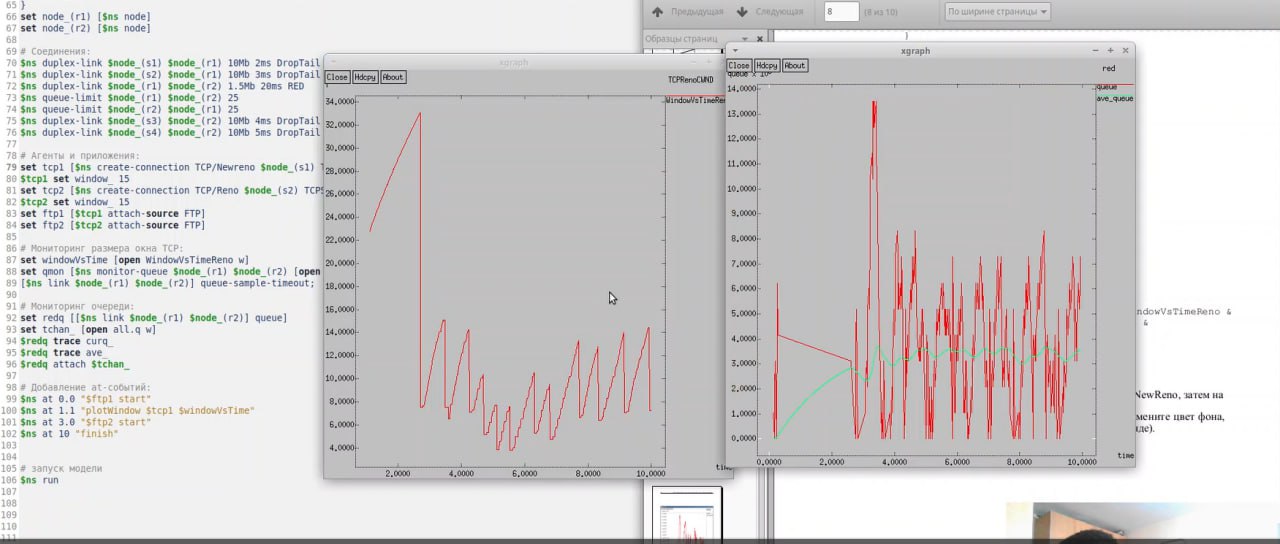 65 }
66 set node_(r1) [$ns node]
67 set node_(r2) [$ns node]
68
69 # Соединения:
70 $ns duplex-link $node_(s1) $node_(r1) 10Mb 2ms DropTail
71 $ns duplex-link $node_(s2) $node_(r1) 10Mb 3ms DropTail
72 $ns duplex-link $node_(r1) $node_(r2) 1.5Mb 20ms RED
73 $ns queue-limit $node_(r1) $node_(r2) 25
74 $ns queue-limit $node_(r2) $node_(r1) 25
75 $ns duplex-link $node_(s3) $node_(r2) 10Mb 4ms DropTail
76 $ns duplex-link $node_(s4) $node_(r2) 10Mb 5ms DropTail
77
78 # Агенты и приложения:
79 set tcp1 [$ns create-connection TCP/Newreno $node_(s1)
80 $tcp1 set window_ 15
81 set tcp2 [$ns create-connection TCP/Reno $node_(s2) TCPS
82 $tcp2 set window_ 15
83 set ftp1 [$tcp1 attach-source FTP]
84 set ftp2 [$tcp2 attach-source FTP]
85
86 # Мониторинг размера окна TCP:
87 set windowVsTime [open WindowVsTimeReno w]
88 set qmon [$ns monitor-queue $node_(r1) $node_(r2) [open
89 [$ns link $node_(r1) $node_(r2)] queue-sample-timeout;
90
91 # Мониторинг очереди:
92 set redq [[$ns link $node_(r1) $node_(r2)] queue]
93 set tchan_ [open all.q w]
94 $redq trace curq_
95 $redq trace ave_
96 $redq attach $tchan_
97
98 # Добавление at-событий:
99 $ns at 0.0 "$ftp1 start"
100 $ns at 1.1 "plotWindow $tcp1 $windowVsTime"
101 $ns at 3.0 "$ftp2 start"
102 $ns at 10 "finish"
103
104
105 # запуск модели
106 $ns run
107
108
109
110
111
Предыдущая Следующая 8 (8 из 10) По ширине страницы
Образцы страниц
xgraph
Close Hdcpy About
TCPRenoCWND
WindowVsTimeRen
34,0000
32,0000
30,0000
28,0000
26,0000
24,0000
22,0000
20,0000
18,0000
16,0000
14,0000
12,0000
10,0000
8,0000
6,0000
4,0000
2,0000 4,0000 6,0000 8,0000 10,0000
time
xgraph
Close Hdcpy About
queue x 10³
red
queue
ave_queue
14,0000
13,0000
12,0000
11,0000
10,0000
9,0000
8,0000
7,0000
6,0000
5,0000
4,0000
3,0000
2,0000
1,0000
0,0000
0,0000 2,0000 4,0000 6,0000 8,0000 10,0000
time
}
ndowVsTimeReno &
&
NewReno, затем на
мените цвет фона,
де).